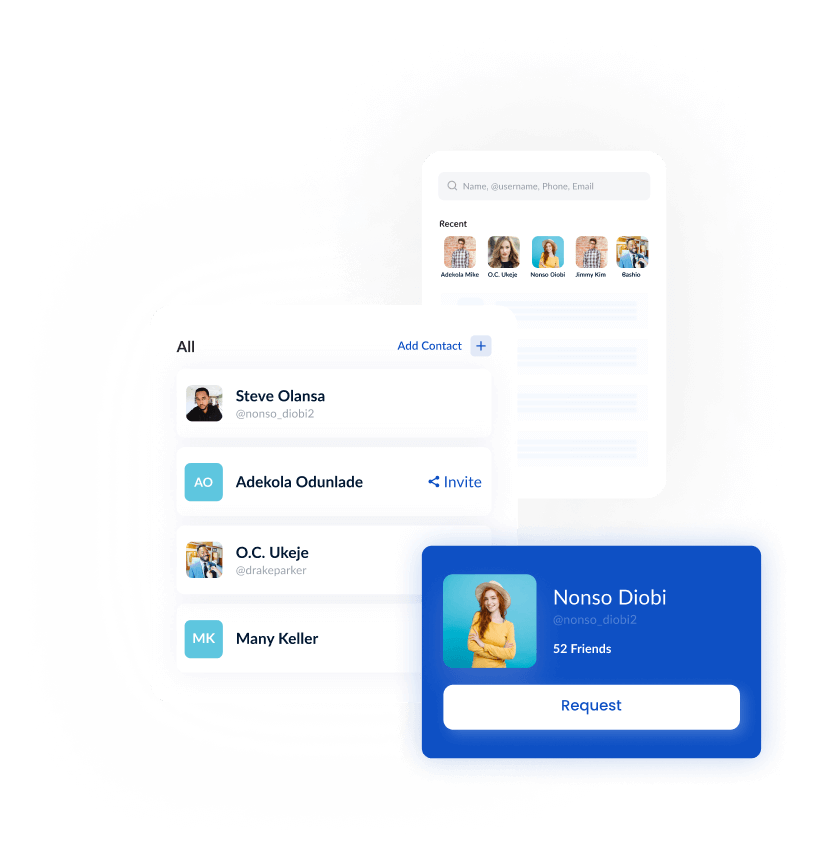 Name, @username, Phone, Email
Recent
Adekola Mike O.C. Ukeje Nonso Diobi Jimmy Kim Bashio
All
Add Contact +
Steve Olansa
@nonso_diobi2
AO
Adekola Odunlade
Invite
O.C. Ukeje
@drakeparker
MK
Many Keller
Nonso Diobi
@nonso_diobi2
52 Friends
Request